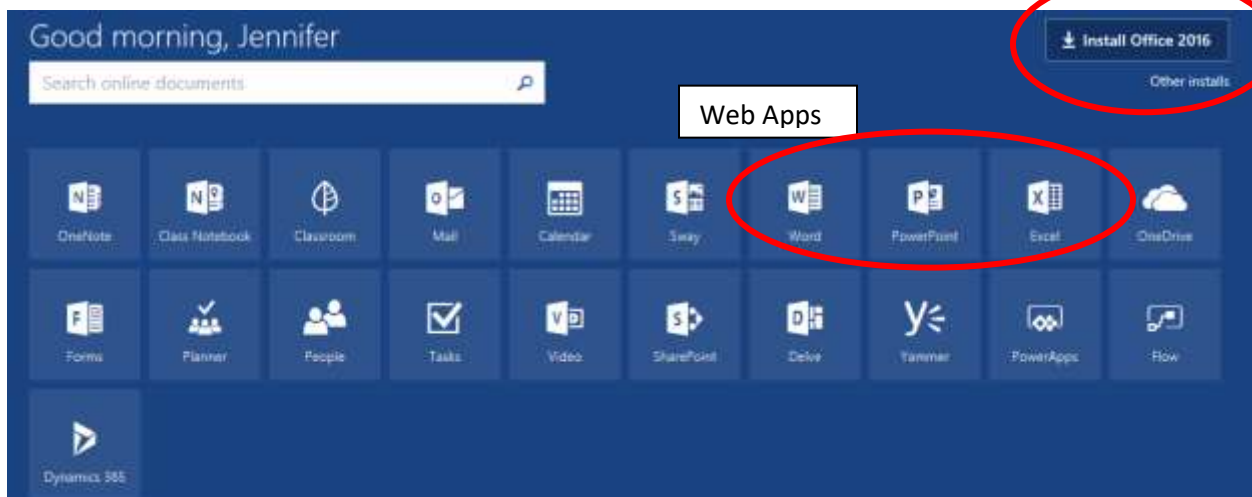 Good morning, Jennifer
Install Office 2016
Search online documents
Other installs
Web Apps
OneNote
Class Notebook
Classroom
Mail
Calendar
Sway
Word
PowerPoint
Excel
OneDrive
Forms
Planner
People
Tasks
Video
SharePoint
Delve
Yammer
PowerApps
Flow
Dynamics 365